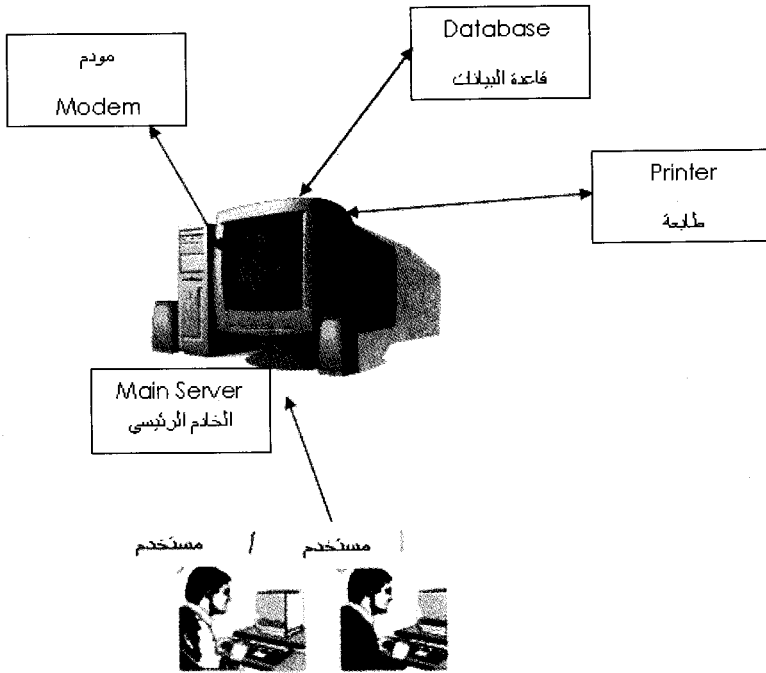 مودم
Modem
Database
قاعدة البيانات
Printer
طابعة
Main Server
الخادم الرئيسي
مستخدم / مستخدم /